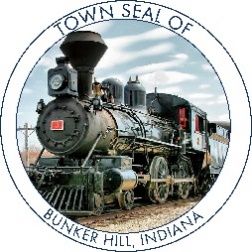 TOWN SEAL OF
BUNKER HILL, INDIANA